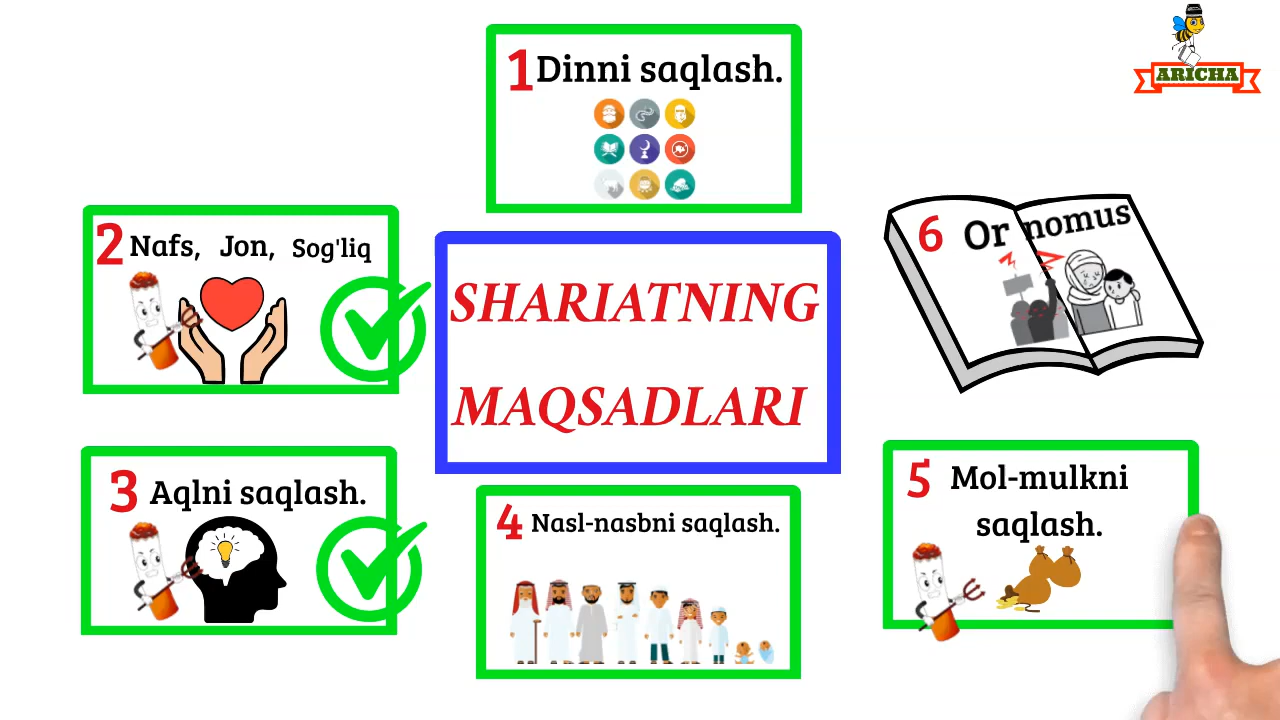 1 Dinni saqlash.
ARICHA
2 Nafs, Jon, Sog'liq
6 Or nomus
SHARIATNING
MAQSADLARI
3 Aqlni saqlash.
4 Nasl-nasbni saqlash.
5 Mol-mulkni
saqlash.